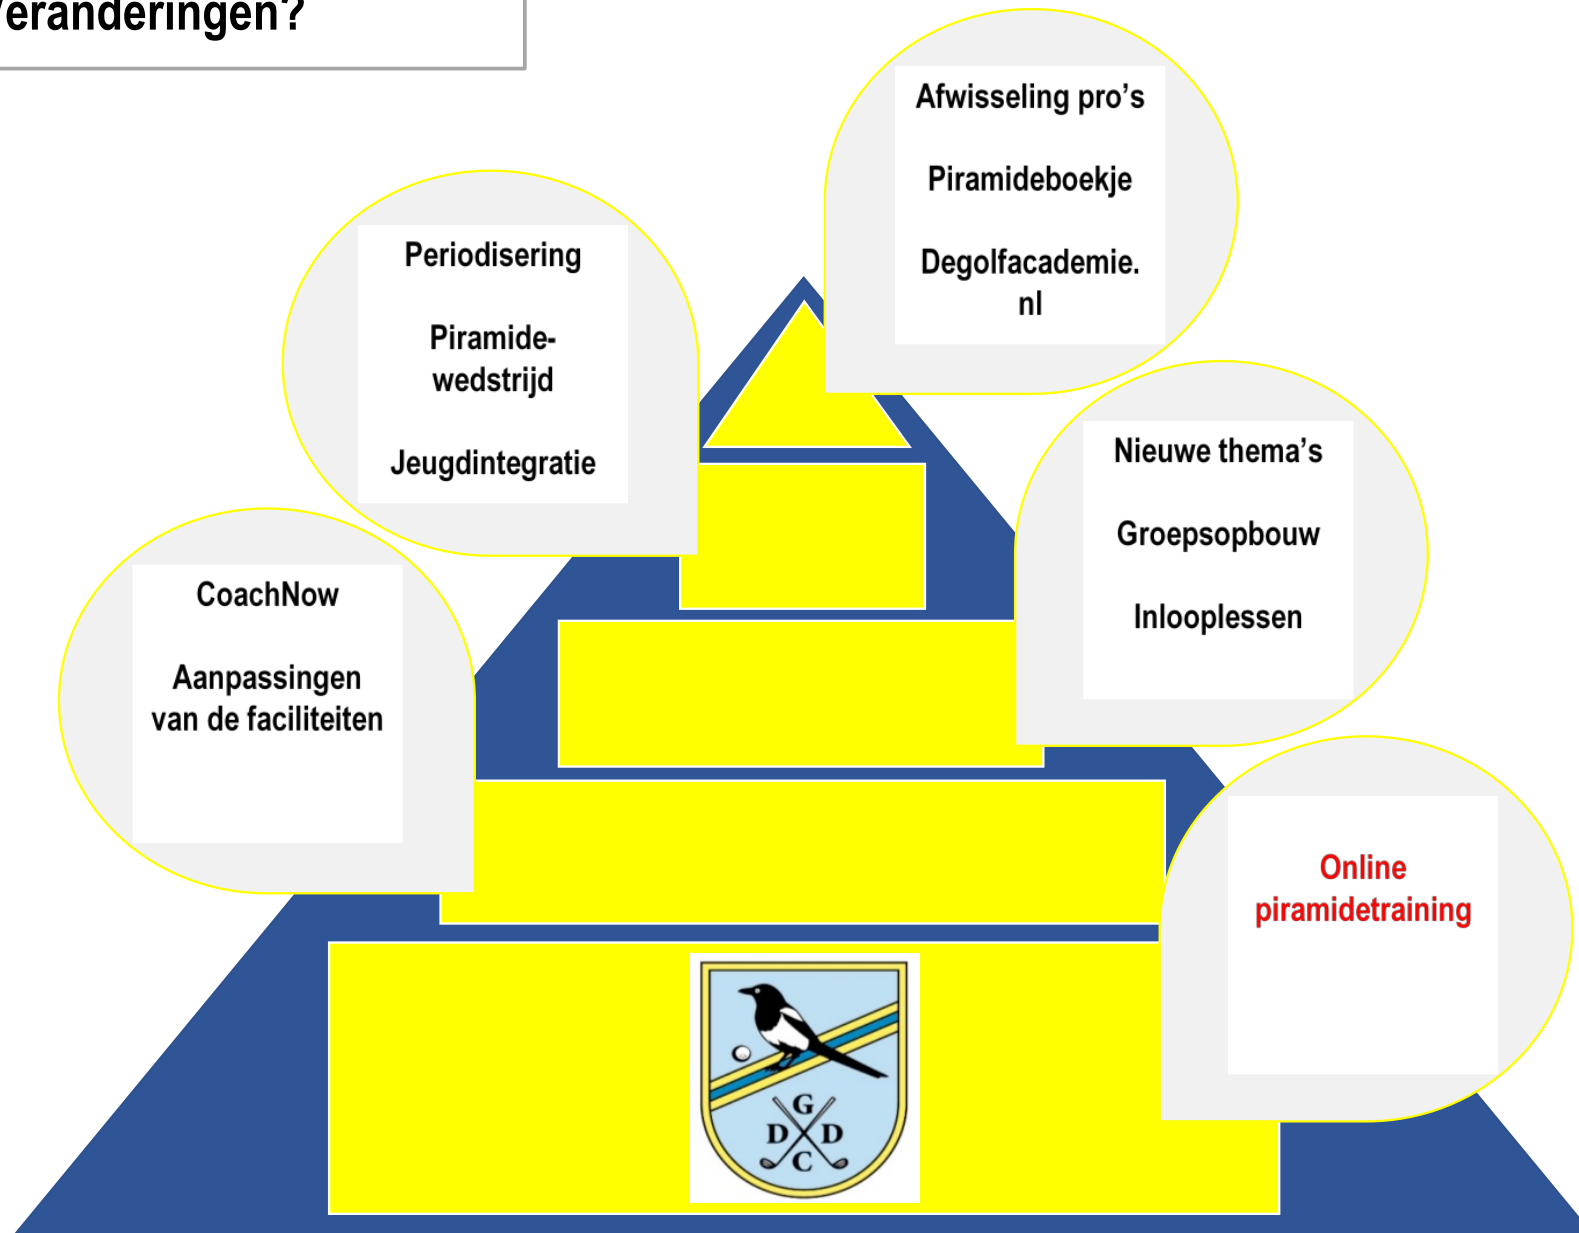 Veranderingen?
Afwisseling pro’s
Piramideboekje
Degolfacademie.
nl
Periodisering
Piramide-
wedstrijd
Jeugdintegratie
Nieuwe thema’s
Groepsopbouw
Inlooplessen
CoachNow
Aanpassingen
van de faciliteiten
Online
piramidetraining
G
D D
C